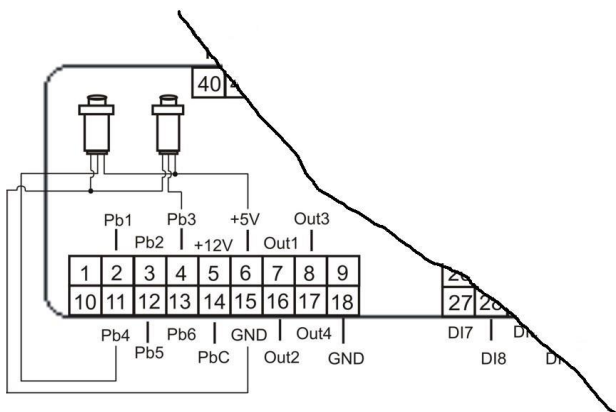 40
Pb1 Pb3 +5V Out3
Pb2 +12V Out1
1 2 3 4 5 6 7 8 9
10 11 12 13 14 15 16 17 18
27 28
Pb4 Pb6 GND Out4 DI7
Pb5 PbC Out2 GND DI8